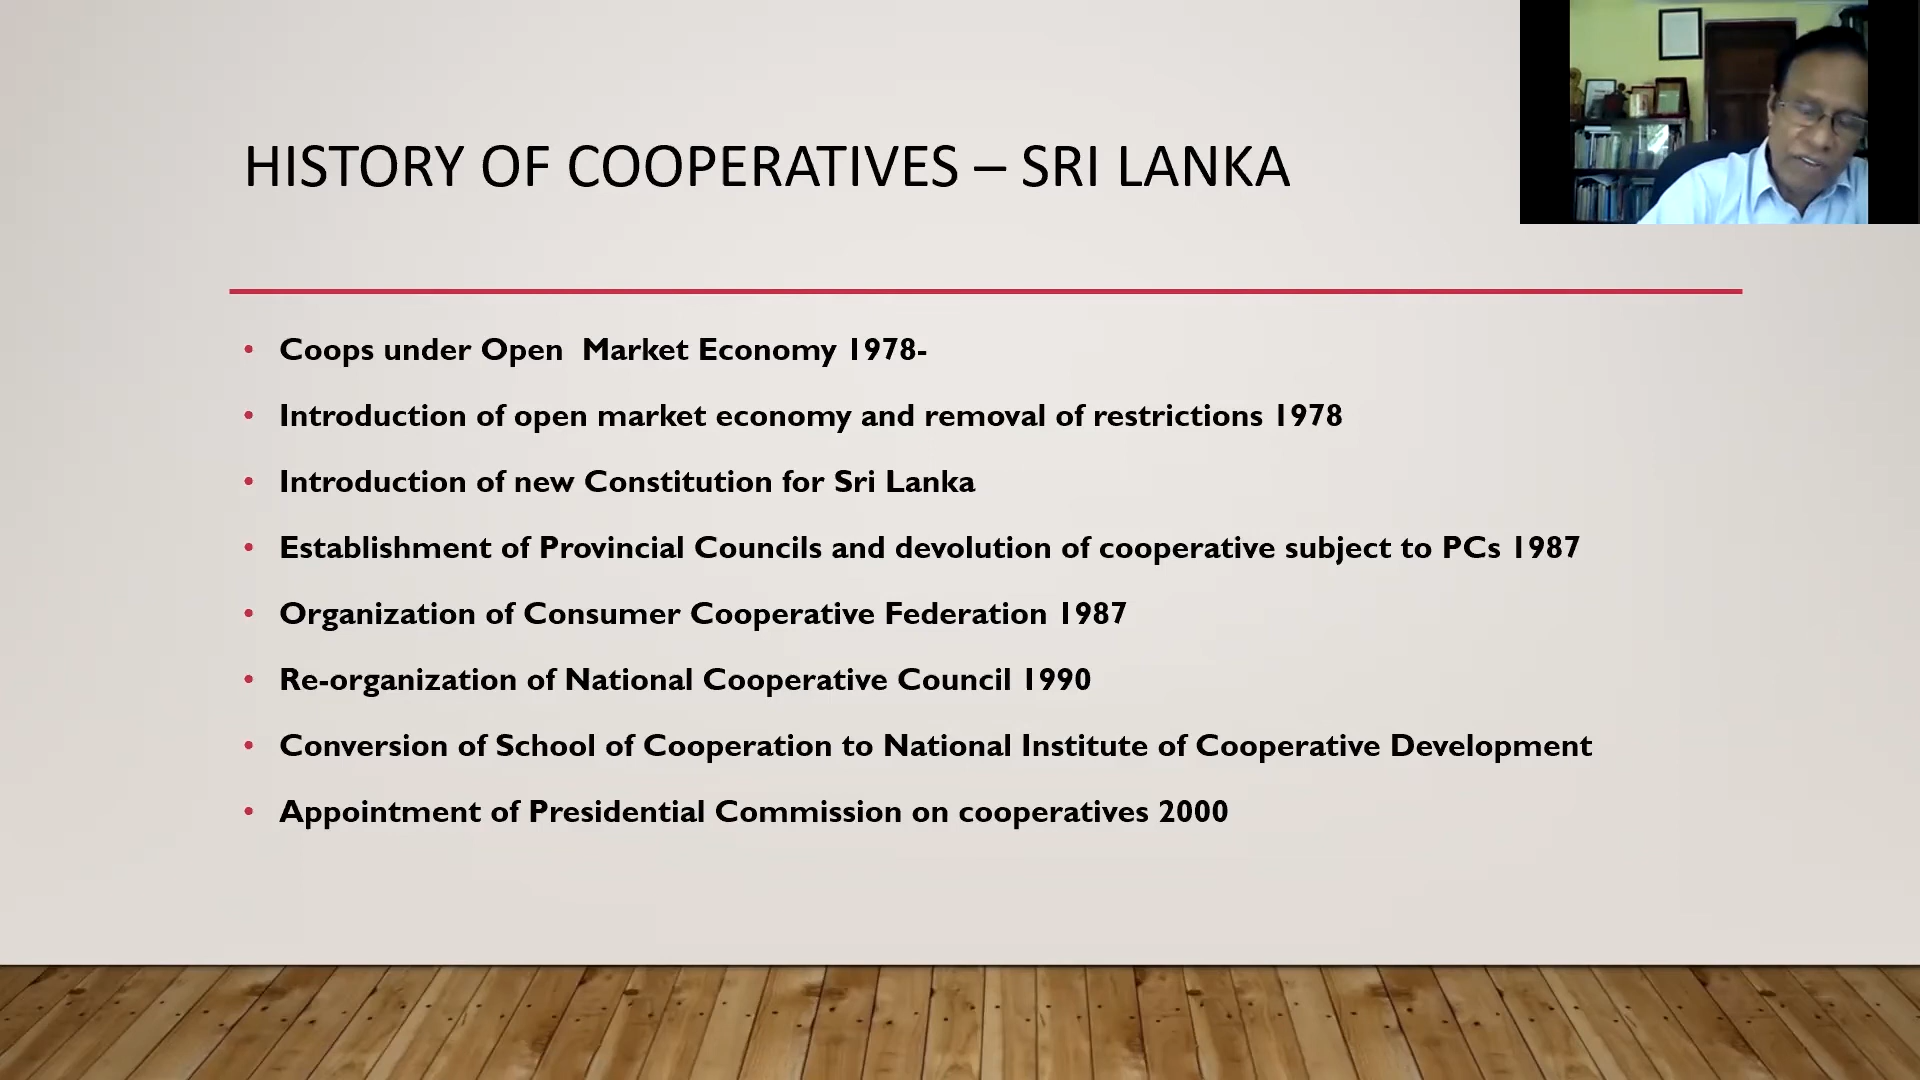 HISTORY OF COOPERATIVES – SRI LANKA
• Coops under Open  Market Economy 1978-
• Introduction of open market economy and removal of restrictions 1978
• Introduction of new Constitution for Sri Lanka
• Establishment of Provincial Councils and devolution of cooperative subject to PCs 1987
• Organization of Consumer Cooperative Federation 1987
• Re-organization of National Cooperative Council 1990
• Conversion of School of Cooperation to National Institute of Cooperative Development
• Appointment of Presidential Commission on cooperatives 2000